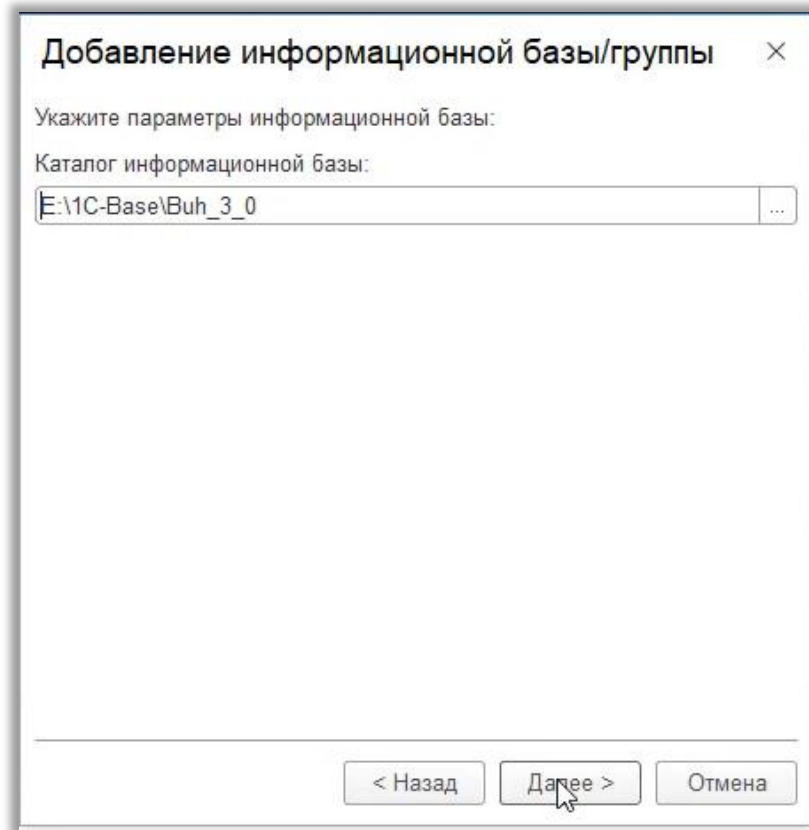 Добавление информационной базы/группы
Укажите параметры информационной базы:
Каталог информационной базы:
E:\1C-Base\Buh_3_0 ...
< Назад Далее > Отмена